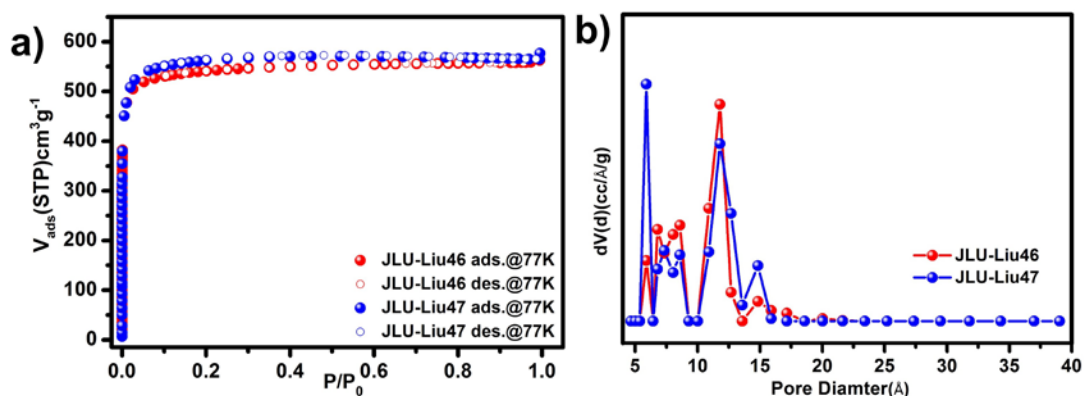 a)
V_ads(STP)cm³g⁻¹
600
500
400
300
200
100
0
JLU-Liu46 ads.@77K
JLU-Liu46 des.@77K
JLU-Liu47 ads.@77K
JLU-Liu47 des.@77K
0.0 0.2 0.4 0.6 0.8 1.0
P/P₀
b)
dV(d)(cc/Å/g)
JLU-Liu46
JLU-Liu47
5 10 15 20 25 30 35 40
Pore Diamter(Å)